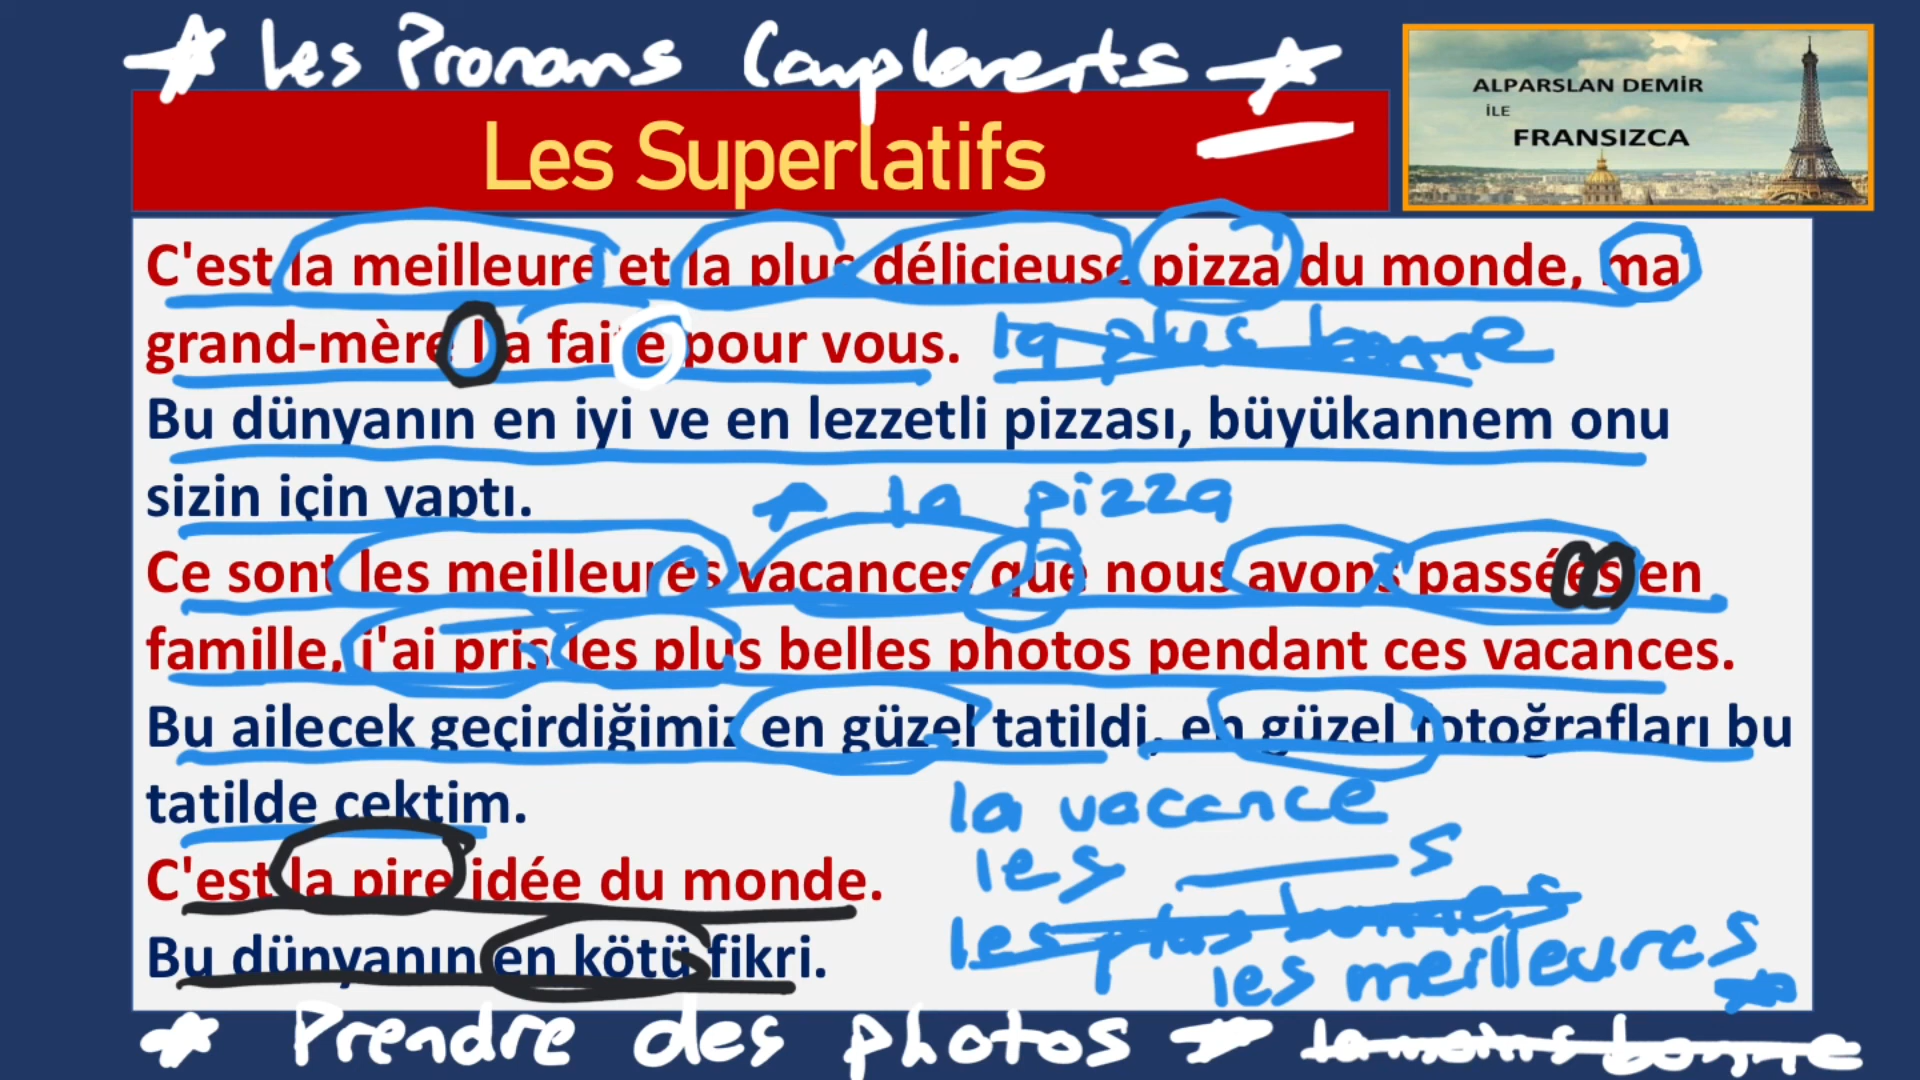 * Les Pronoms Complements *
ALPARSLAN DEMİR
İLE
FRANSIZCA
Les Superlatifs
C'est la meilleure et la plus délicieuse pizza du monde, ma
grand-mère l'a faite pour vous.
la plus bonne
Bu dünyanın en iyi ve en lezzetli pizzası, büyükannem onu
sizin için yaptı.
* la pizza
Ce sont les meilleures vacances que nous avons passées en
famille, j'ai pris les plus belles photos pendant ces vacances.
Bu ailecek geçirdiğimiz en güzel tatildi, en güzel fotoğrafları bu
tatilde çektim.
la vacance
les s
C'est la pire idée du monde.
les plus bonnes
Bu dünyanın en kötü fikri.
les meilleures *
* Prendre des photos *
la moins bonne